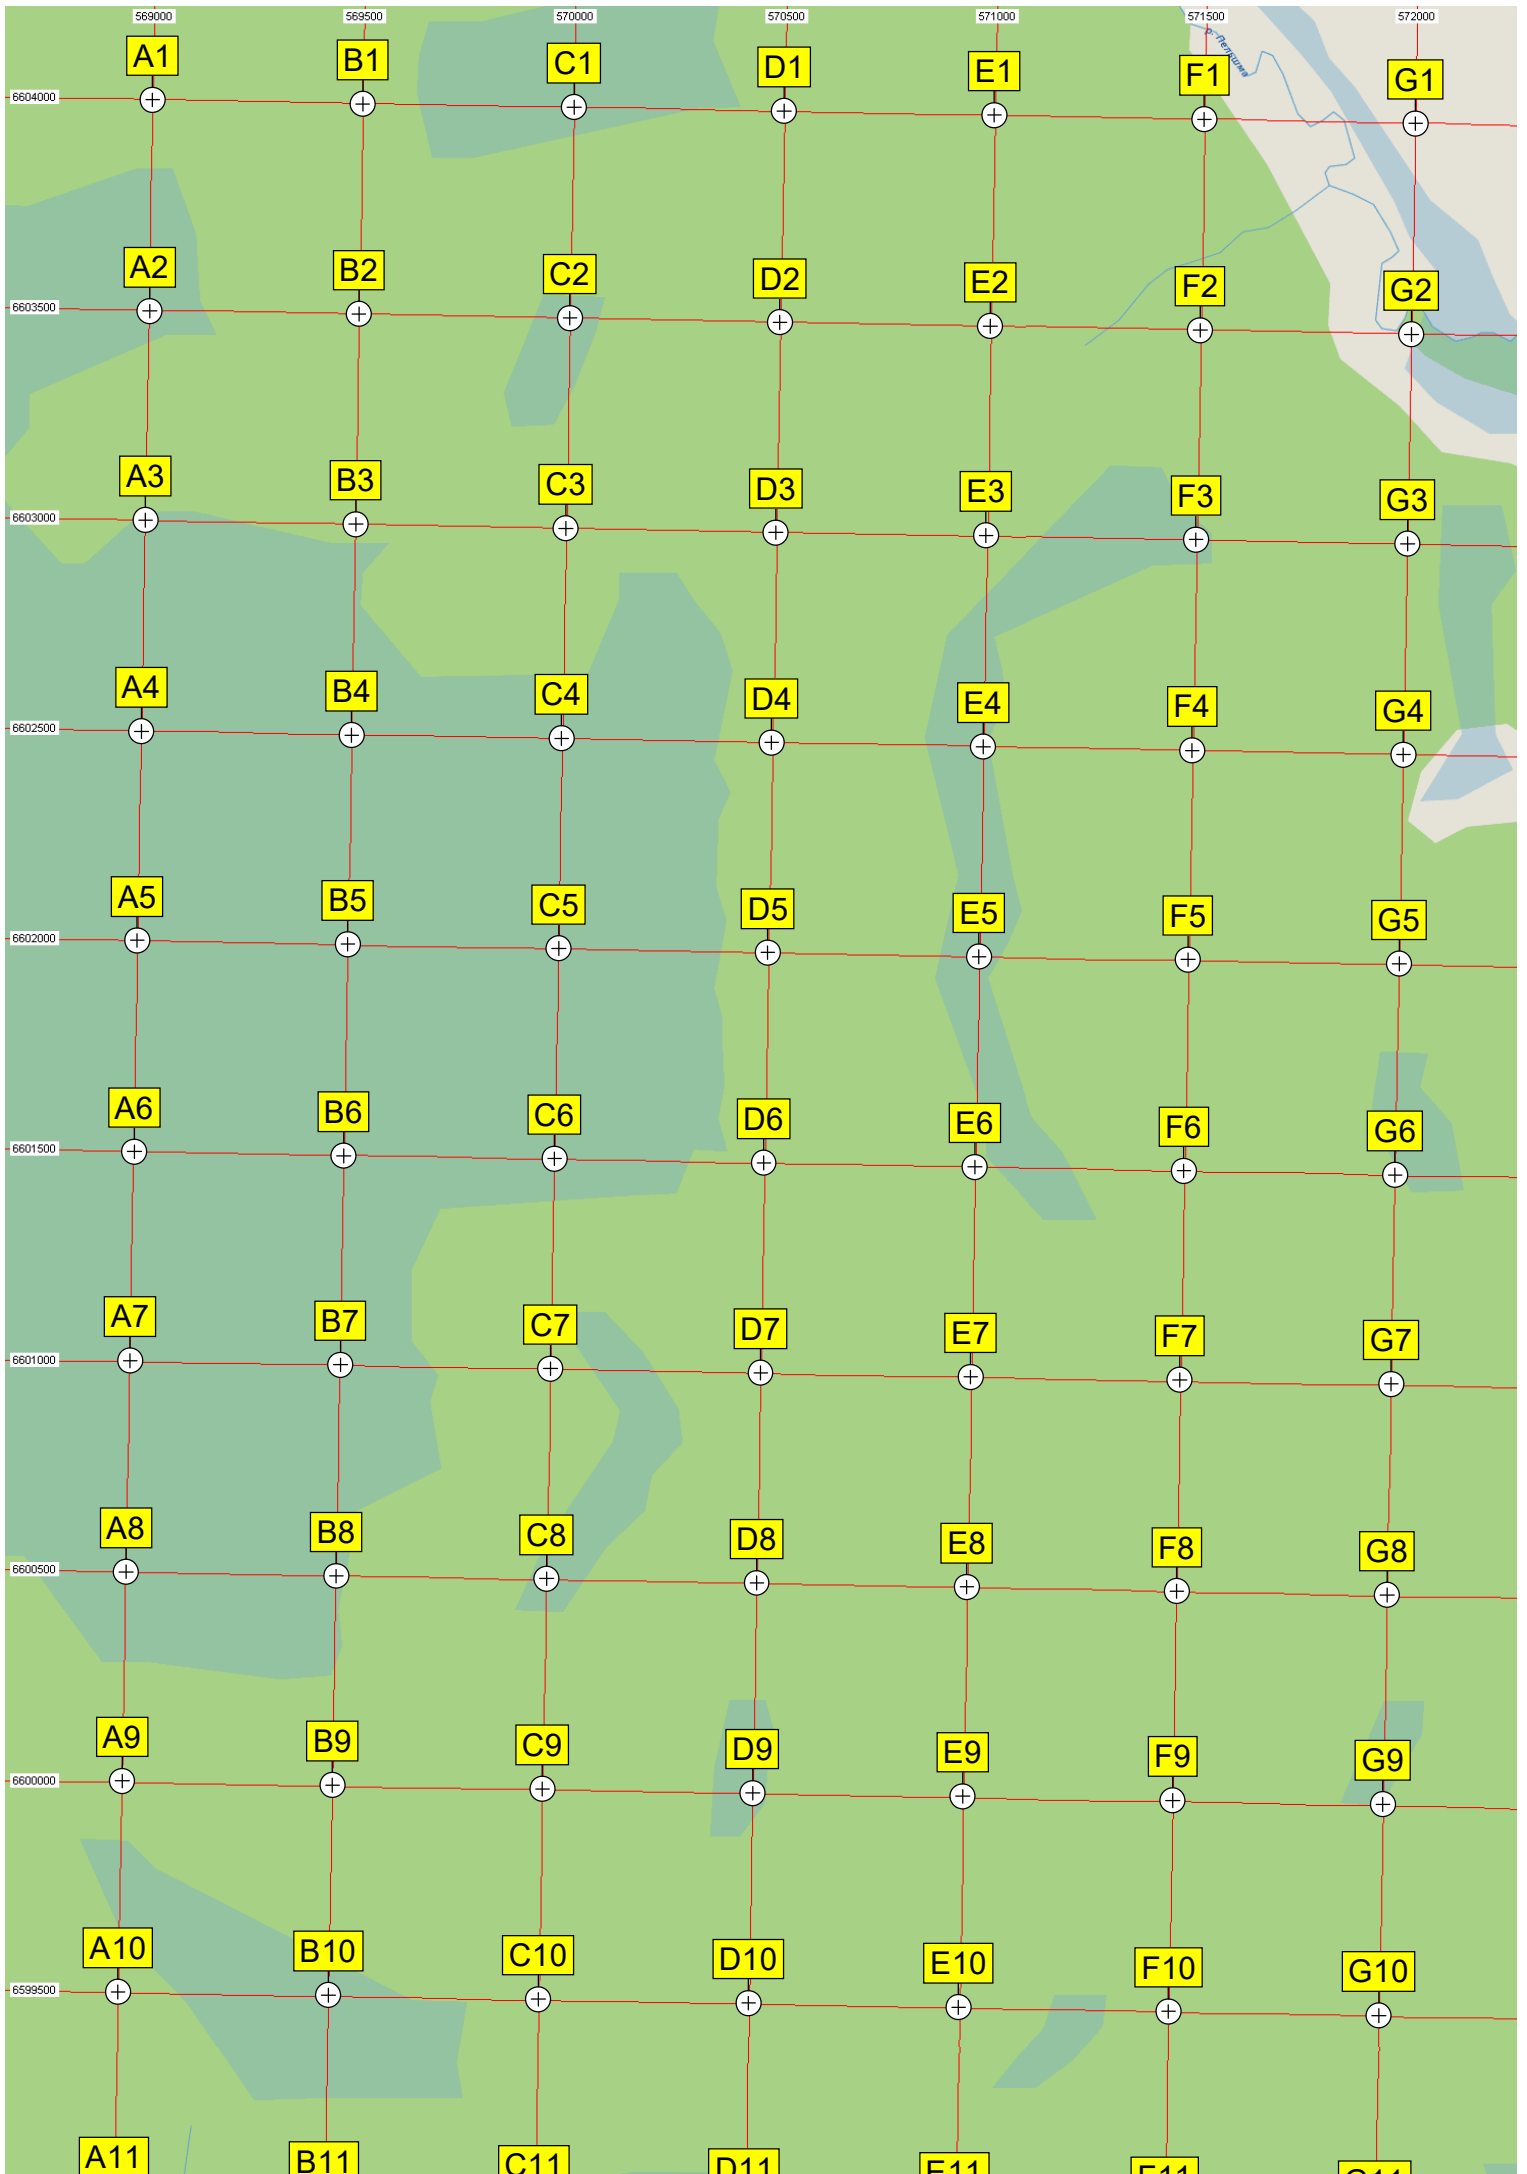 569000 569500 570000 570500 571000 571500 572000
р. Пельшма
A1 B1 C1 D1 E1 F1 G1
6604000
A2 B2 C2 D2 E2 F2 G2
6603500
A3 B3 C3 D3 E3 F3 G3
6603000
A4 B4 C4 D4 E4 F4 G4
6602500
A5 B5 C5 D5 E5 F5 G5
6602000
A6 B6 C6 D6 E6 F6 G6
6601500
A7 B7 C7 D7 E7 F7 G7
6601000
A8 B8 C8 D8 E8 F8 G8
6600500
A9 B9 C9 D9 E9 F9 G9
6600000
A10 B10 C10 D10 E10 F10 G10
6599500
A11 B11 C11 D11 E11 F11 G11